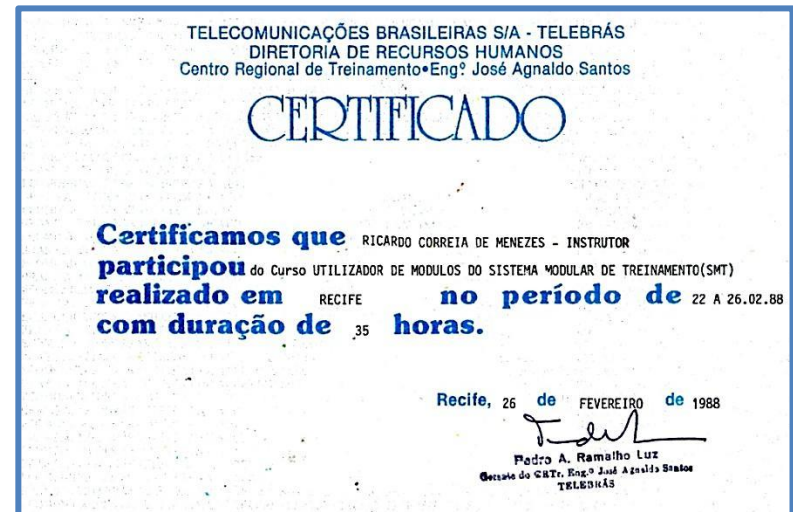 TELECOMUNICAÇÕES BRASILEIRAS S/A - TELEBRÁS
DIRETORIA DE RECURSOS HUMANOS
Centro Regional de Treinamento•Engº José Agnaldo Santos
CERTIFICADO
Certificamos que RICARDO CORREIA DE MENEZES - INSTRUTOR
participou do Curso UTILIZADOR DE MODULOS DO SISTEMA MODULAR DE TREINAMENTO(SMT)
realizado em RECIFE no período de 22 A 26.02.88
com duração de 35 horas.
Recife, 26 de FEVEREIRO de 1988
Pedro A. Ramalho Luz
Gerente do CRTr. Eng.º José Agnaldo Santos
TELEBRÁS